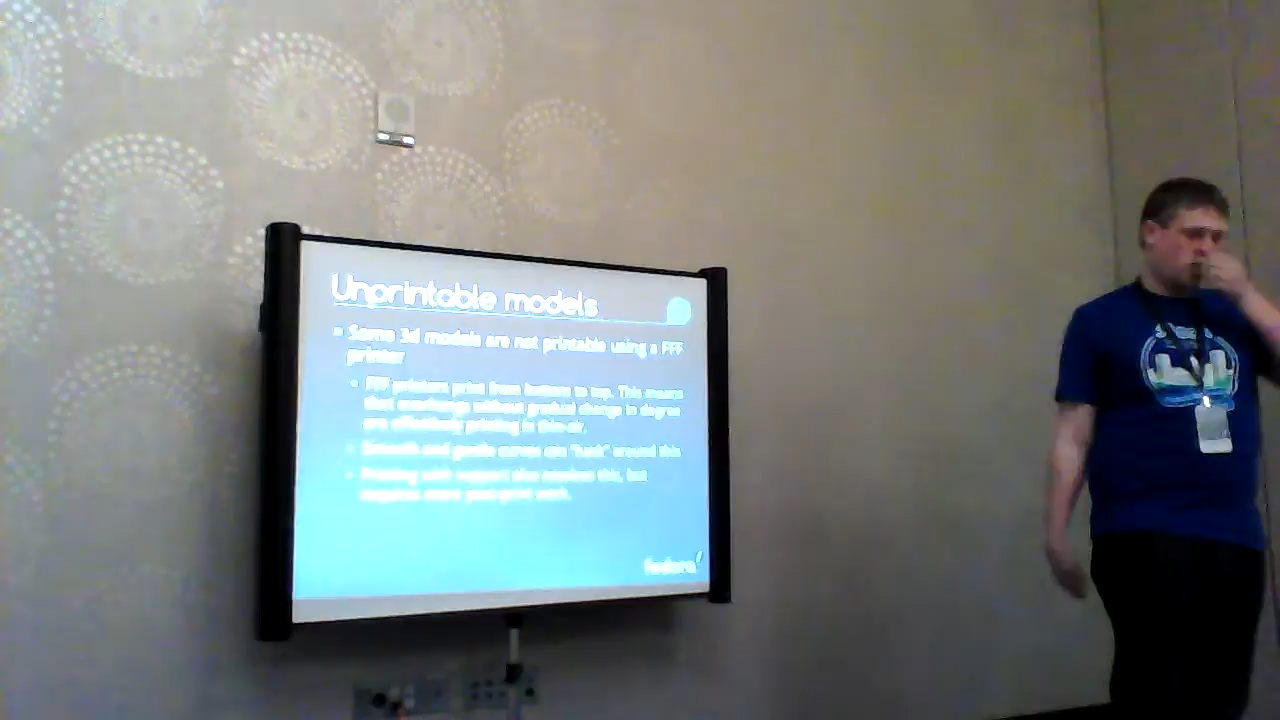 Unprintable models
Some 3d models are not printable using a FFF
printer
FFF printers print from bottom to top. This means
that overhangs without gradual change in degree
are effectively printing in thin-air.
Smooth and gentle curves can "hack" around this
Printing with support also resolves this, but
requires more post-print work.
fedora